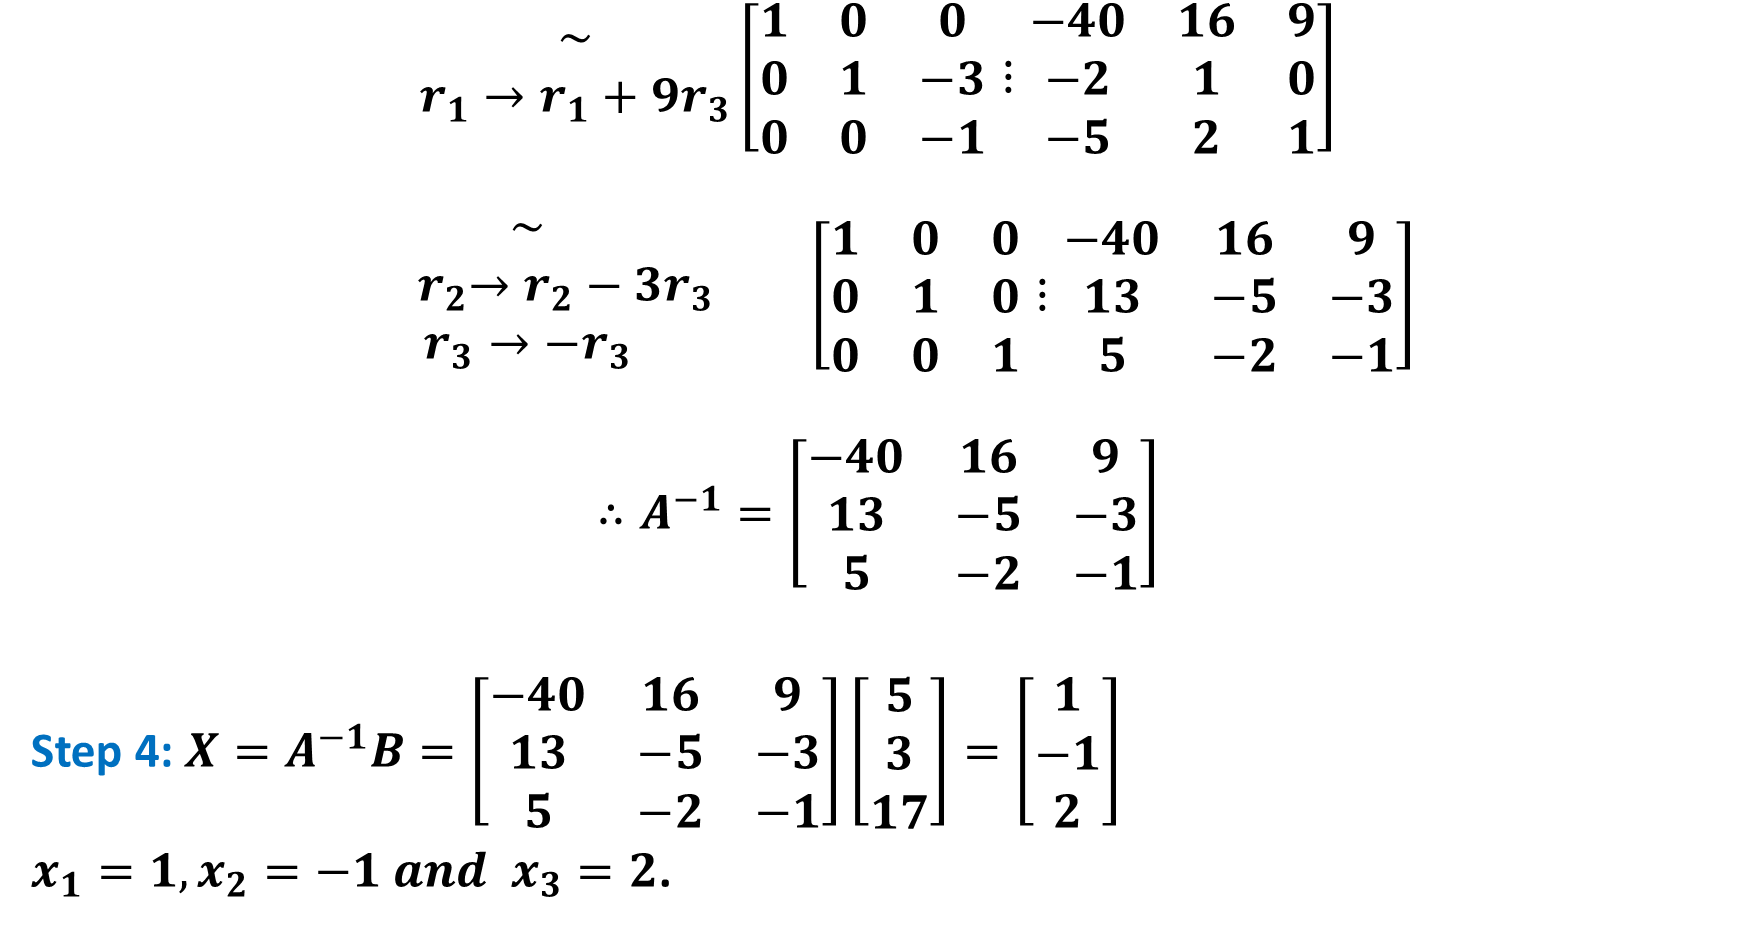 ~
r₁ → r₁ + 9r₃ [1 0 0 ⋮ −40 16 9
0 1 −3 ⋮ −2 1 0
0 0 −1 ⋮ −5 2 1]
~
r₂ → r₂ − 3r₃ [1 0 0 ⋮ −40 16 9
r₃ → −r₃ 0 1 0 ⋮ 13 −5 −3
0 0 1 ⋮ 5 −2 −1]
∴ A⁻¹ = [−40 16 9
13 −5 −3
5 −2 −1]
Step 4: X = A⁻¹B = [−40 16 9] [5] = [1]
[13 −5 −3] [3] [−1]
[5 −2 −1] [17] [2]
x₁ = 1, x₂ = −1 and x₃ = 2.